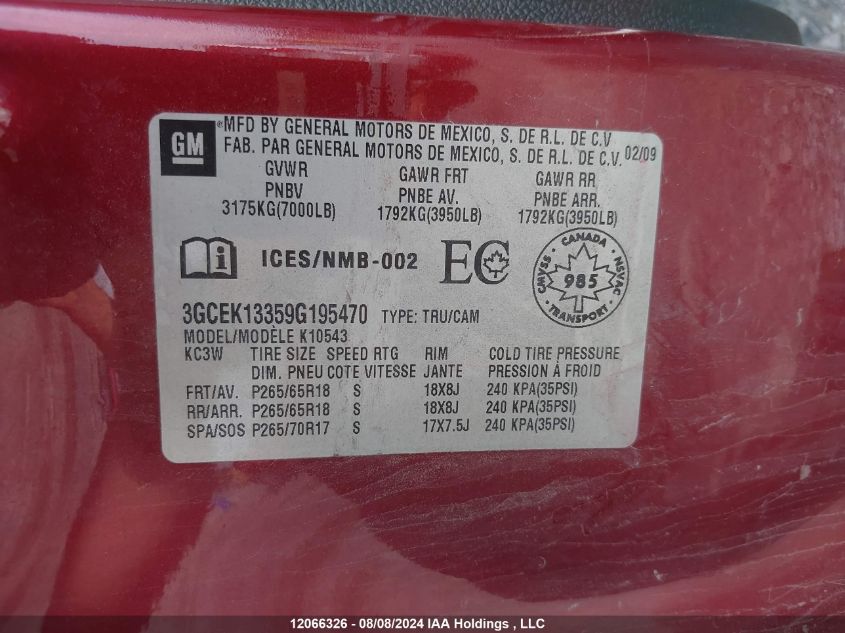 GM
MFD BY GENERAL MOTORS DE MEXICO, S. DE R.L. DE C.V
FAB. PAR GENERAL MOTORS DE MEXICO, S. DE R.L. DE C.V. 02/09
GVWR GAWR FRT GAWR RR
PNBV PNBE AV. PNBE ARR.
3175KG(7000LB) 1792KG(3950LB) 1792KG(3950LB)
i ICES/NMB-002 EC
CANADA
CMVSS 985 NSVAC
TRANSPORT
3GCEK13359G195470 TYPE: TRU/CAM
MODEL/MODÈLE K10543
KC3W TIRE SIZE SPEED RTG RIM COLD TIRE PRESSURE
DIM. PNEU COTE VITESSE JANTE PRESSION À FROID
FRT/AV. P265/65R18 S 18X8J 240 KPA(35PSI)
RR/ARR. P265/65R18 S 18X8J 240 KPA(35PSI)
SPA/SOS P265/70R17 S 17X7.5J 240 KPA(35PSI)
12066326 - 08/08/2024 IAA Holdings , LLC